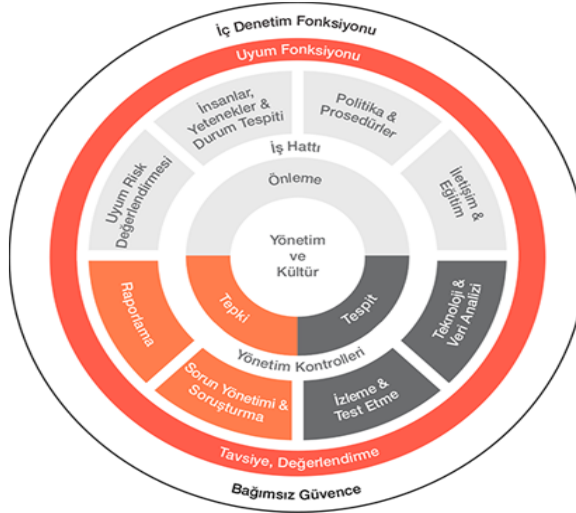 İç Denetim Fonksiyonu
Uyum Fonksiyonu
İnsanlar,
Yetenekler &
Durum Tespiti
Politika &
Prosedürler
İş Hattı
Uyum Risk
Değerlendirmesi
Önleme
İletişim &
Eğitim
Yönetim
ve
Kültür
Raporlama
Tepki
Tespit
Teknoloji &
Veri Analizi
Yönetim Kontrolleri
Sorun Yönetimi &
Soruşturma
İzleme &
Test Etme
Tavsiye, Değerlendirme
Bağımsız Güvence